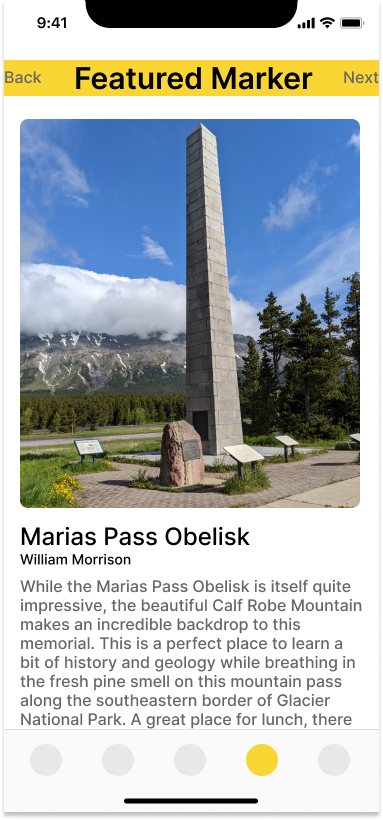 9:41
Back Featured Marker Next
Marias Pass Obelisk
William Morrison
While the Marias Pass Obelisk is itself quite
impressive, the beautiful Calf Robe Mountain
makes an incredible backdrop to this
memorial. This is a perfect place to learn a
bit of history and geology while breathing in
the fresh pine smell on this mountain pass
along the southeastern border of Glacier
National Park. A great place for lunch, there